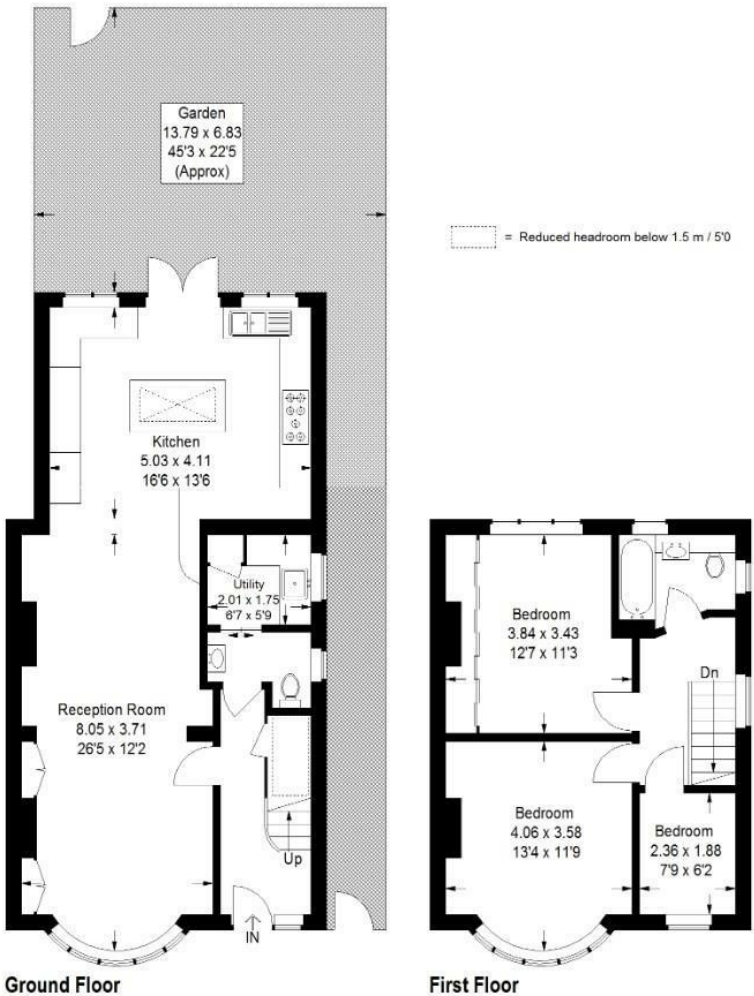 Garden
13.79 x 6.83
45'3 x 22'5
(Approx)
= Reduced headroom below 1.5 m / 5'0
Kitchen
5.03 x 4.11
16'6 x 13'6
Utility
2.01 x 1.75
6'7 x 5'9
Reception Room
8.05 x 3.71
26'5 x 12'2
Up
IN
Ground Floor
Bedroom
3.84 x 3.43
12'7 x 11'3
Dn
Bedroom
4.06 x 3.58
13'4 x 11'9
Bedroom
2.36 x 1.88
7'9 x 6'2
First Floor